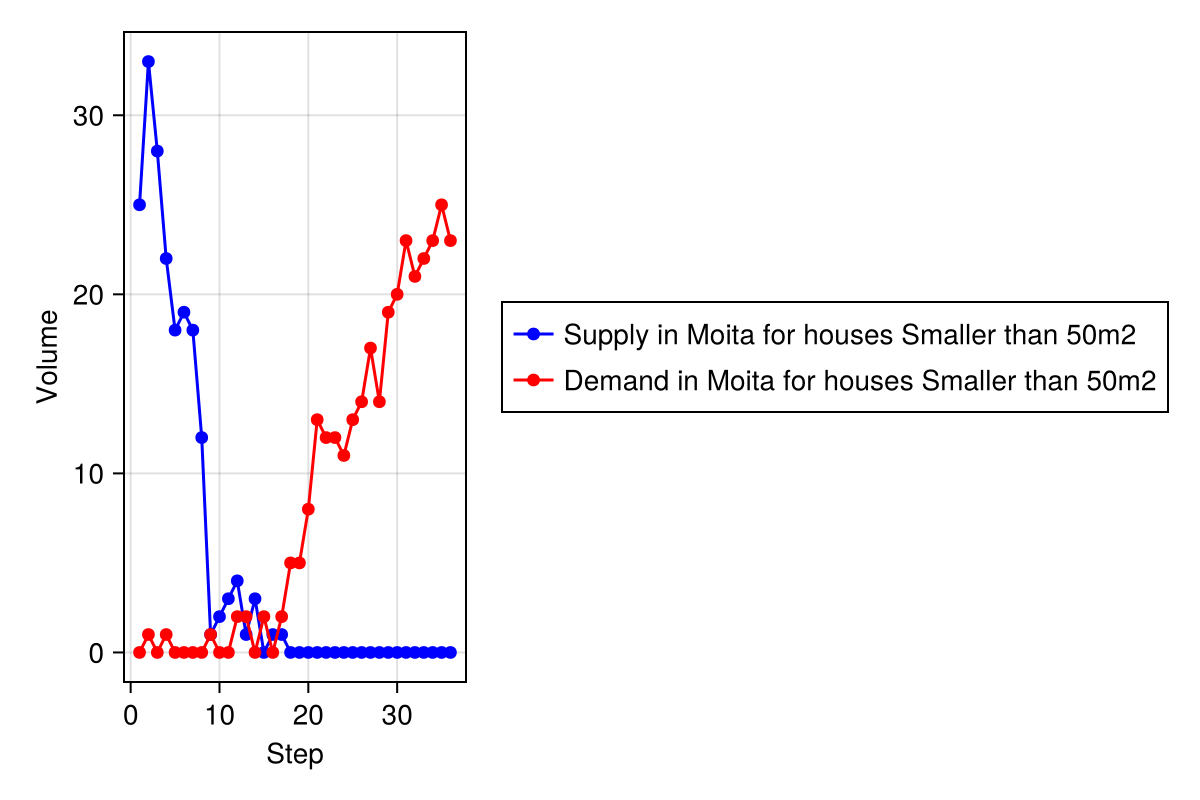 30
20
10
0
Volume
0 10 20 30
Step
Supply in Moita for houses Smaller than 50m2
Demand in Moita for houses Smaller than 50m2